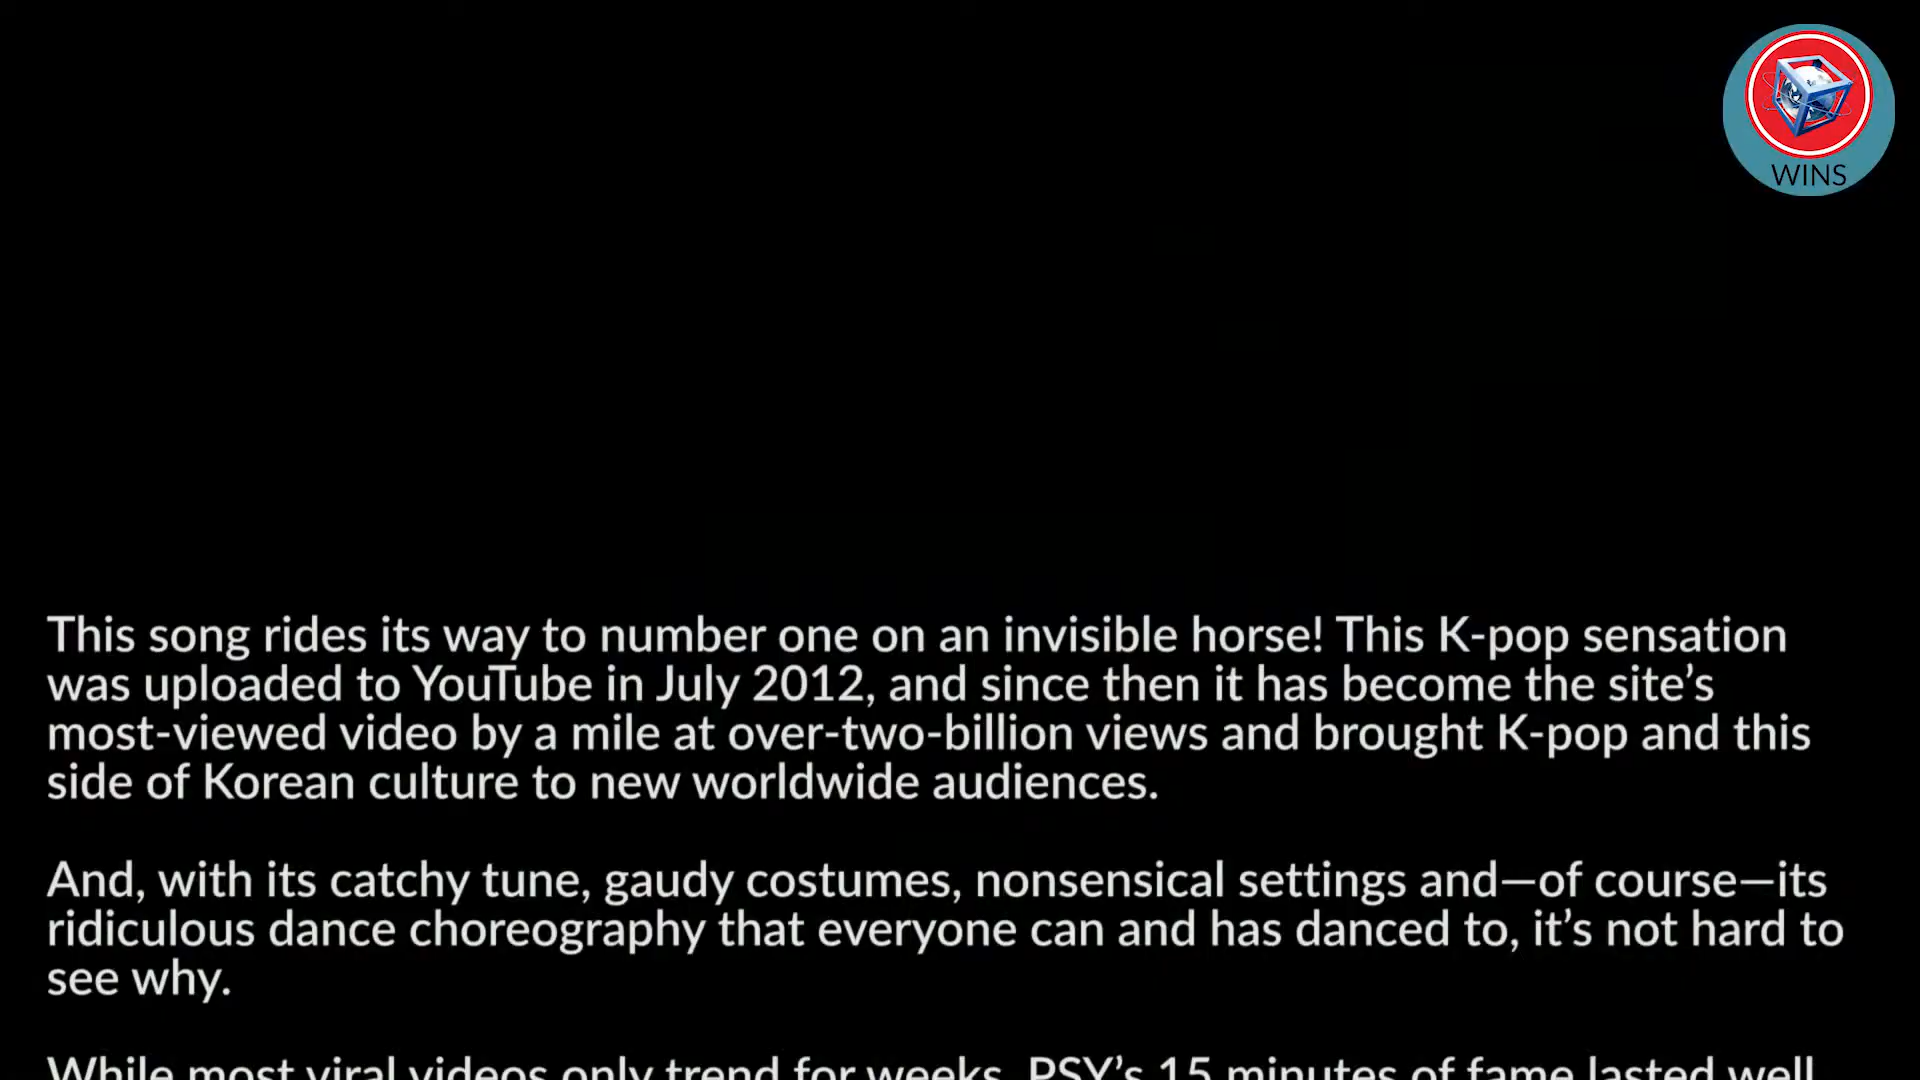 WINS
This song rides its way to number one on an invisible horse! This K-pop sensation
was uploaded to YouTube in July 2012, and since then it has become the site’s
most-viewed video by a mile at over-two-billion views and brought K-pop and this
side of Korean culture to new worldwide audiences.
And, with its catchy tune, gaudy costumes, nonsensical settings and—of course—its
ridiculous dance choreography that everyone can and has danced to, it’s not hard to
see why.
While most viral videos only trend for weeks, PSY’s 15 minutes of fame lasted well